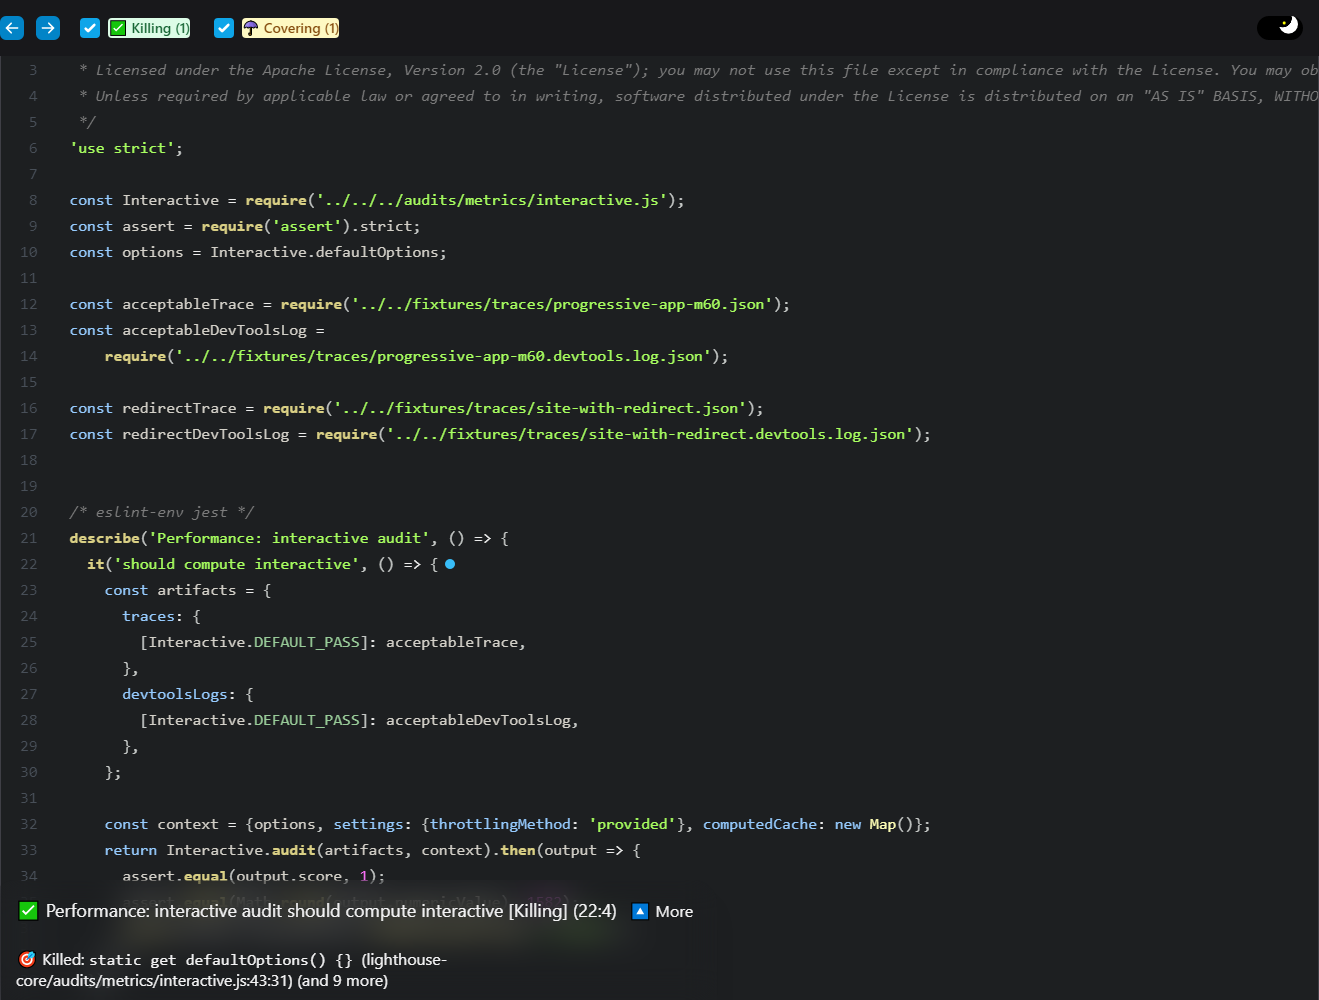 Killing (1) Covering (1)
3 * Licensed under the Apache License, Version 2.0 (the "License"); you may not use this file except in compliance with the License. You may ob
4 * Unless required by applicable law or agreed to in writing, software distributed under the License is distributed on an "AS IS" BASIS, WITHO
5 */
6 'use strict';
7
8 const Interactive = require('../../../audits/metrics/interactive.js');
9 const assert = require('assert').strict;
10 const options = Interactive.defaultOptions;
11
12 const acceptableTrace = require('../../fixtures/traces/progressive-app-m60.json');
13 const acceptableDevToolsLog =
14 require('../../fixtures/traces/progressive-app-m60.devtools.log.json');
15
16 const redirectTrace = require('../../fixtures/traces/site-with-redirect.json');
17 const redirectDevToolsLog = require('../../fixtures/traces/site-with-redirect.devtools.log.json');
18
19
20 /* eslint-env jest */
21 describe('Performance: interactive audit', () => {
22 it('should compute interactive', () => {
23 const artifacts = {
24 traces: {
25 [Interactive.DEFAULT_PASS]: acceptableTrace,
26 },
27 devtoolsLogs: {
28 [Interactive.DEFAULT_PASS]: acceptableDevToolsLog,
29 },
30 };
31
32 const context = {options, settings: {throttlingMethod: 'provided'}, computedCache: new Map()};
33 return Interactive.audit(artifacts, context).then(output => {
34 assert.equal(output.score, 1);
Performance: interactive audit should compute interactive [Killing] (22:4) More
Killed: static get defaultOptions() {} (lighthouse-
core/audits/metrics/interactive.js:43:31) (and 9 more)